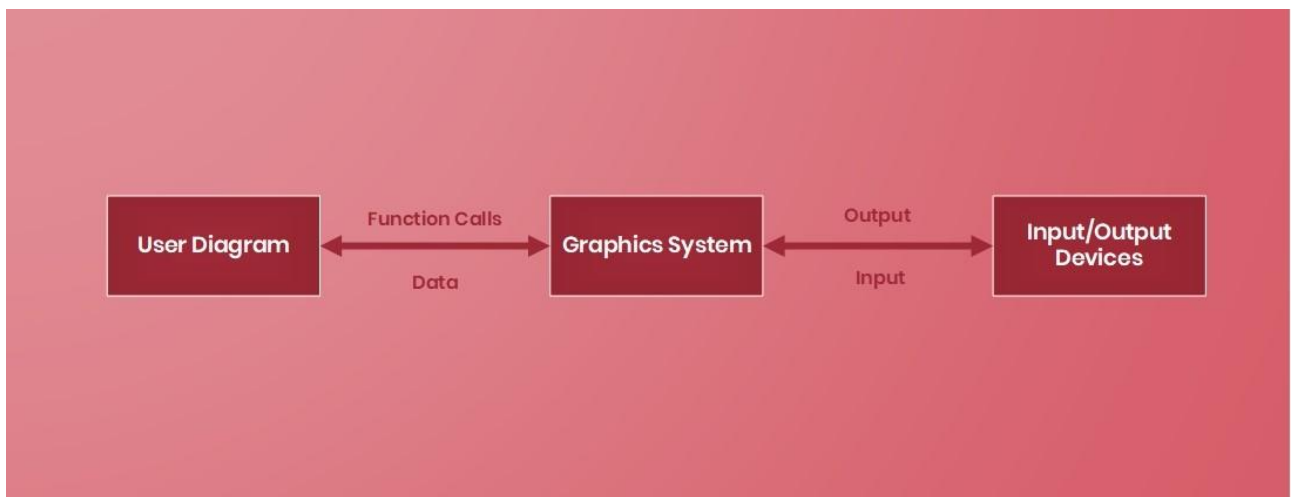 User Diagram
Function Calls
Data
Graphics System
Output
Input
Input/Output
Devices